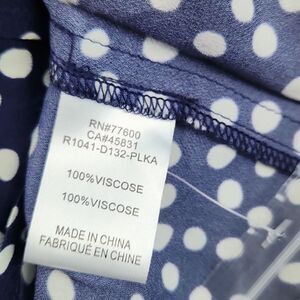 RN#77600
CA#45831
R1041-D132-PLKA
100%VISCOSE
100%VISCOSE
MADE IN CHINA
FABRIQUÉ EN CHINE